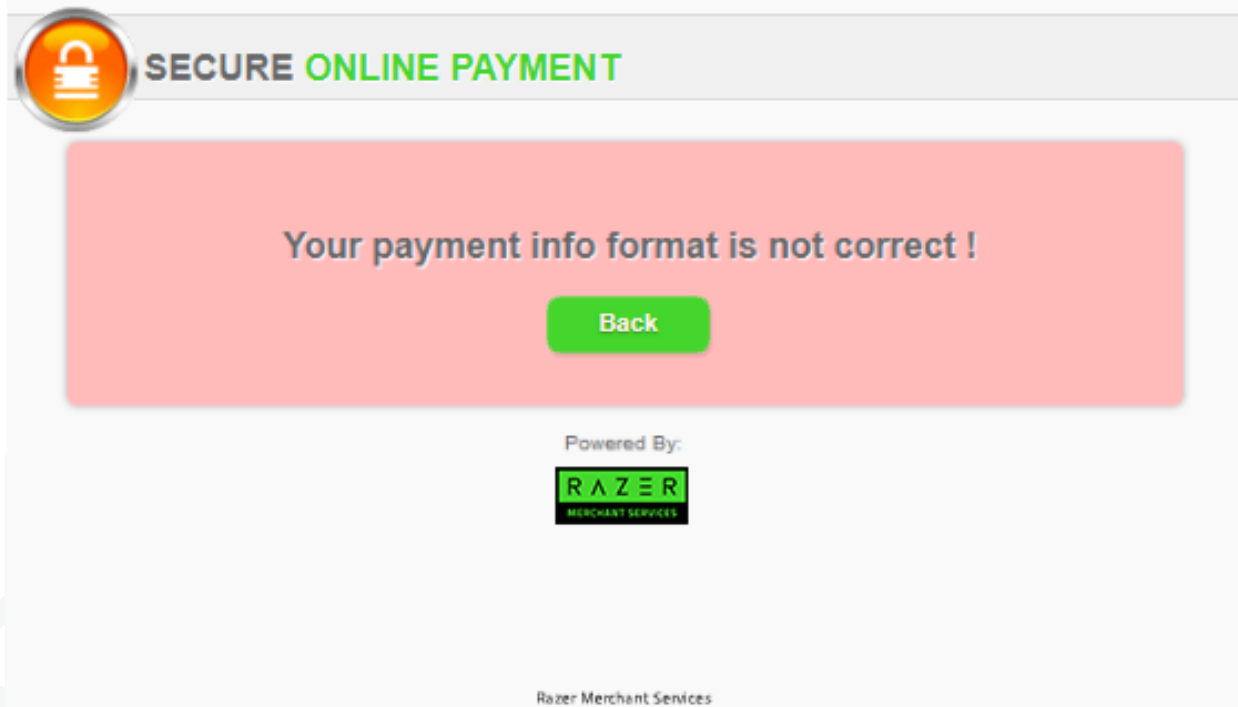 SECURE ONLINE PAYMENT
Your payment info format is not correct !
Back
Powered By:
RAZER
MERCHANT SERVICES
Razer Merchant Services